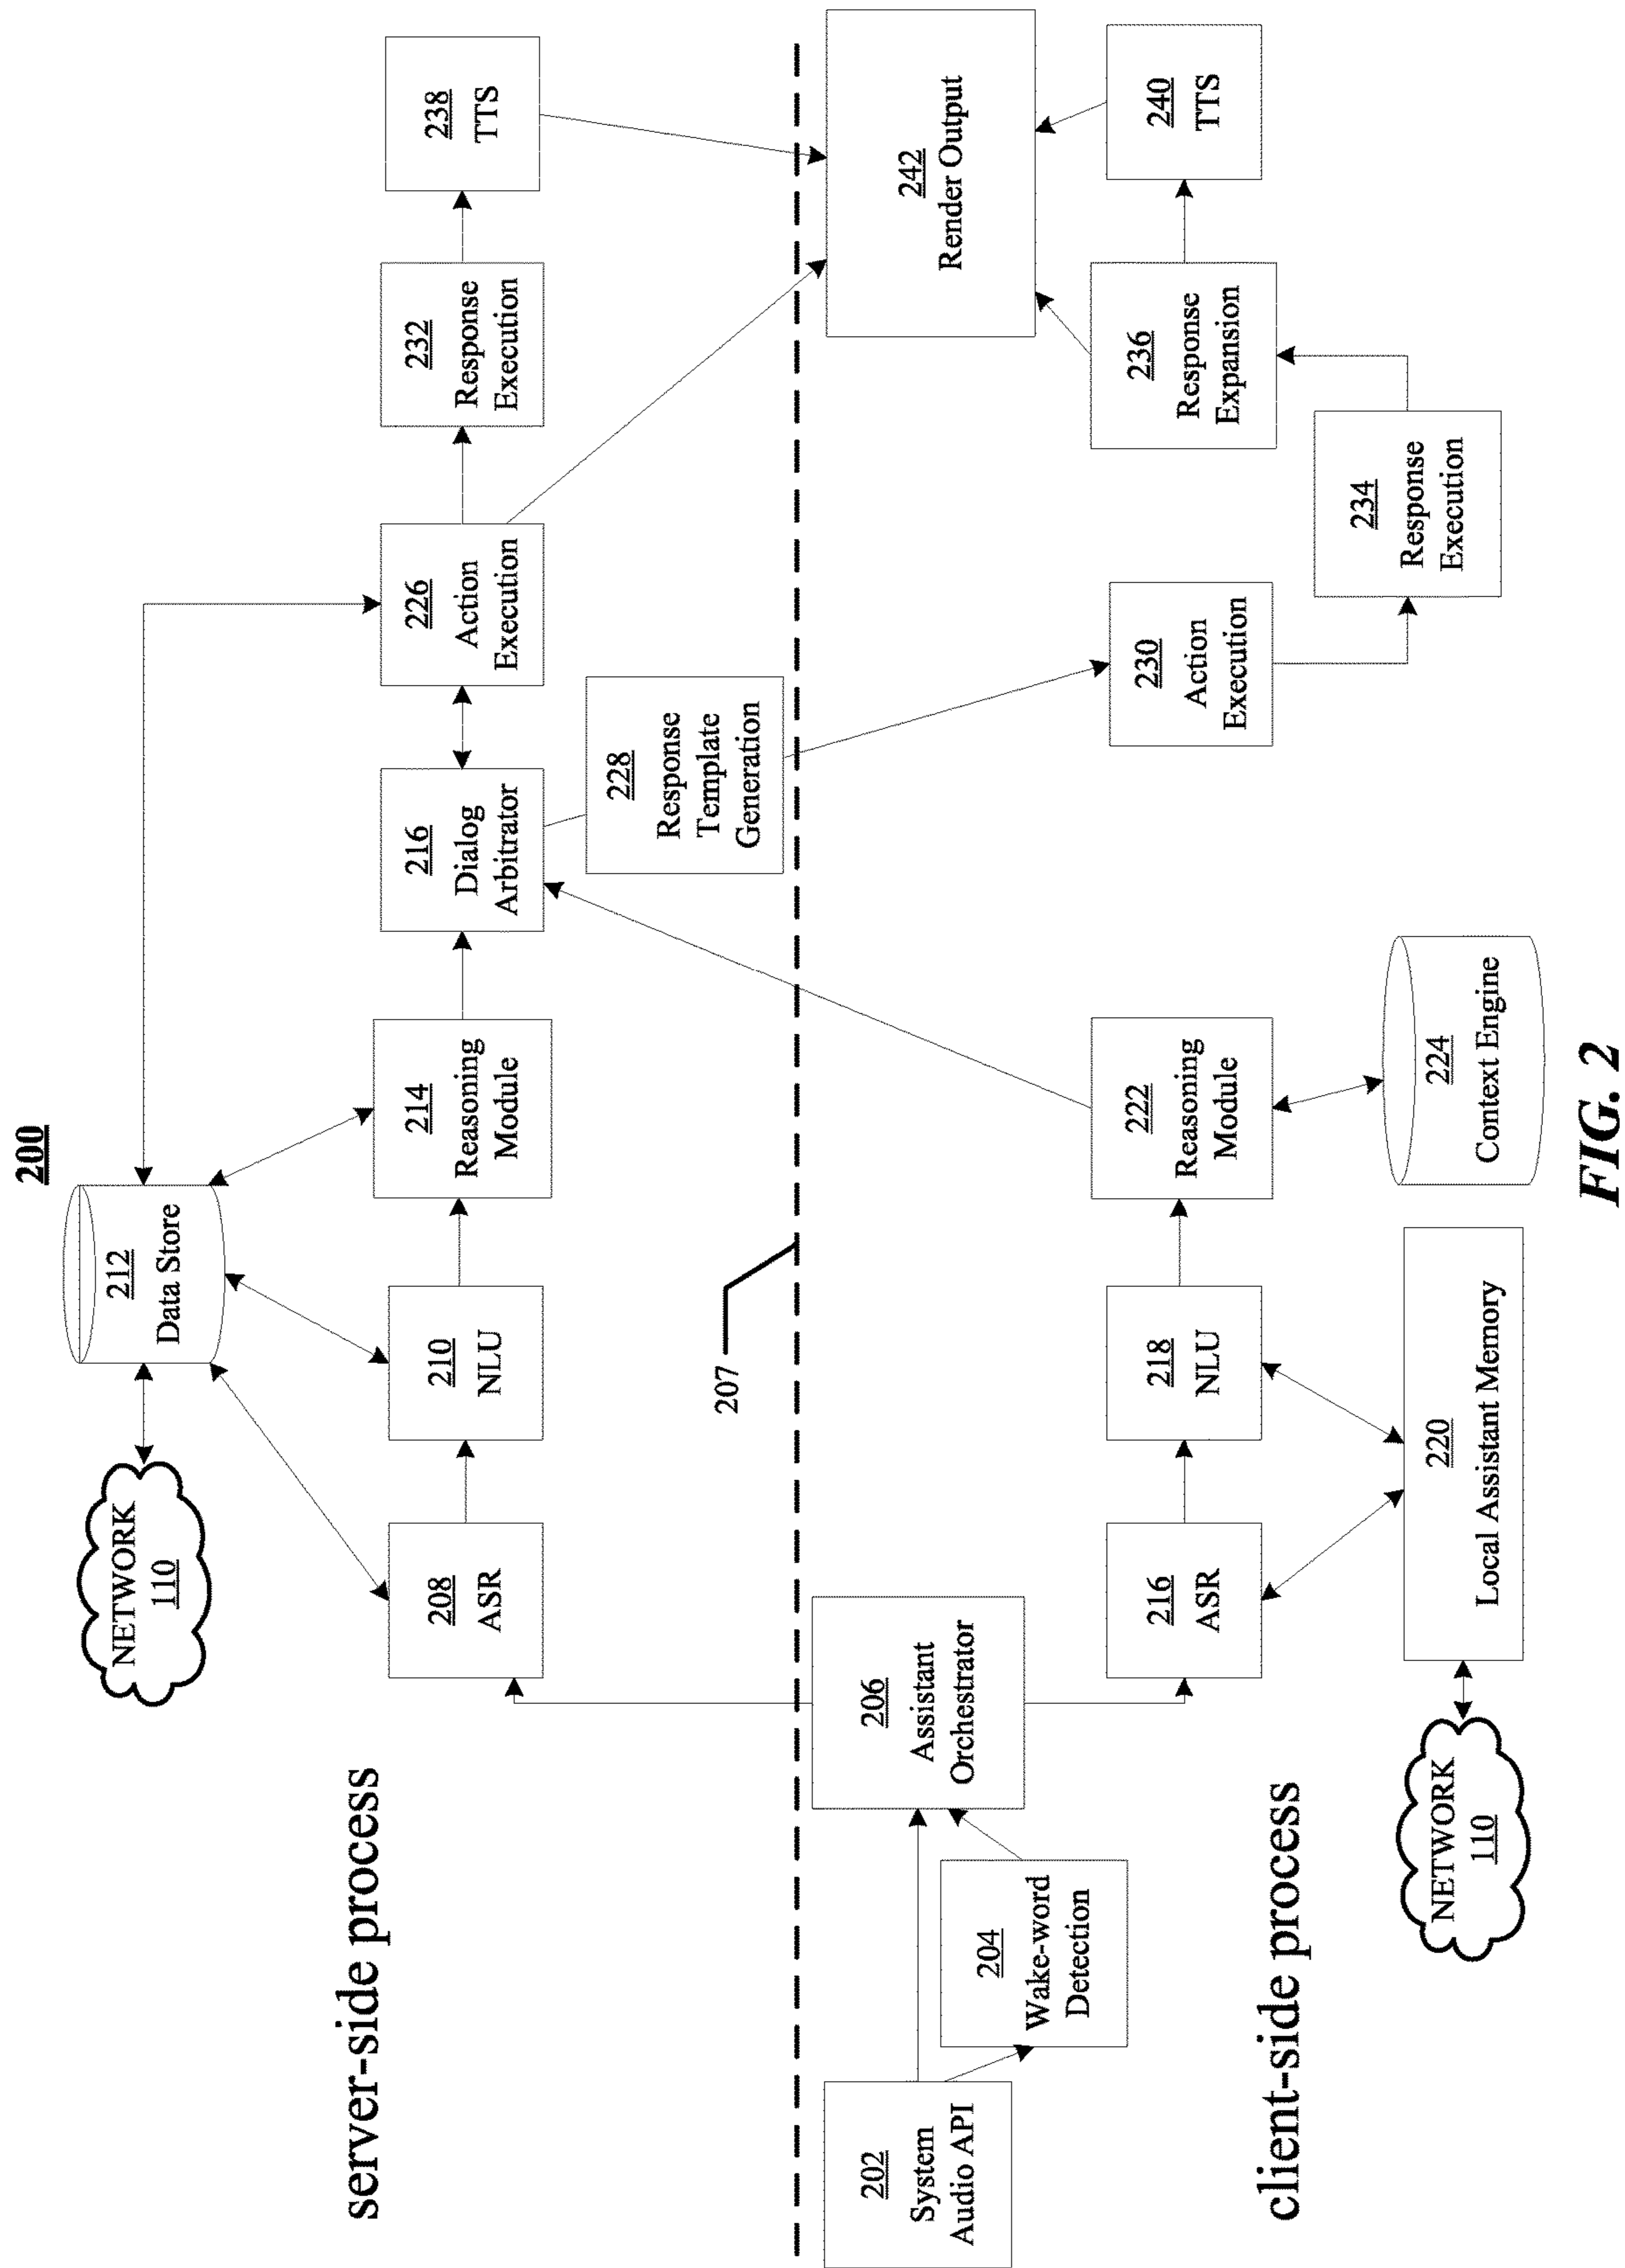 200
NETWORK
110
212
Data Store
server-side process
208
ASR
210
NLU
214
Reasoning
Module
216
Dialog
Arbitrator
226
Action
Execution
232
Response
Execution
238
TTS
228
Response
Template
Generation
207
202
System
Audio API
204
Wake-word
Detection
206
Assistant
Orchestrator
242
Render Output
client-side process
216
ASR
218
NLU
222
Reasoning
Module
230
Action
Execution
236
Response
Expansion
240
TTS
234
Response
Execution
NETWORK
110
220
Local Assistant Memory
224
Context Engine
FIG. 2